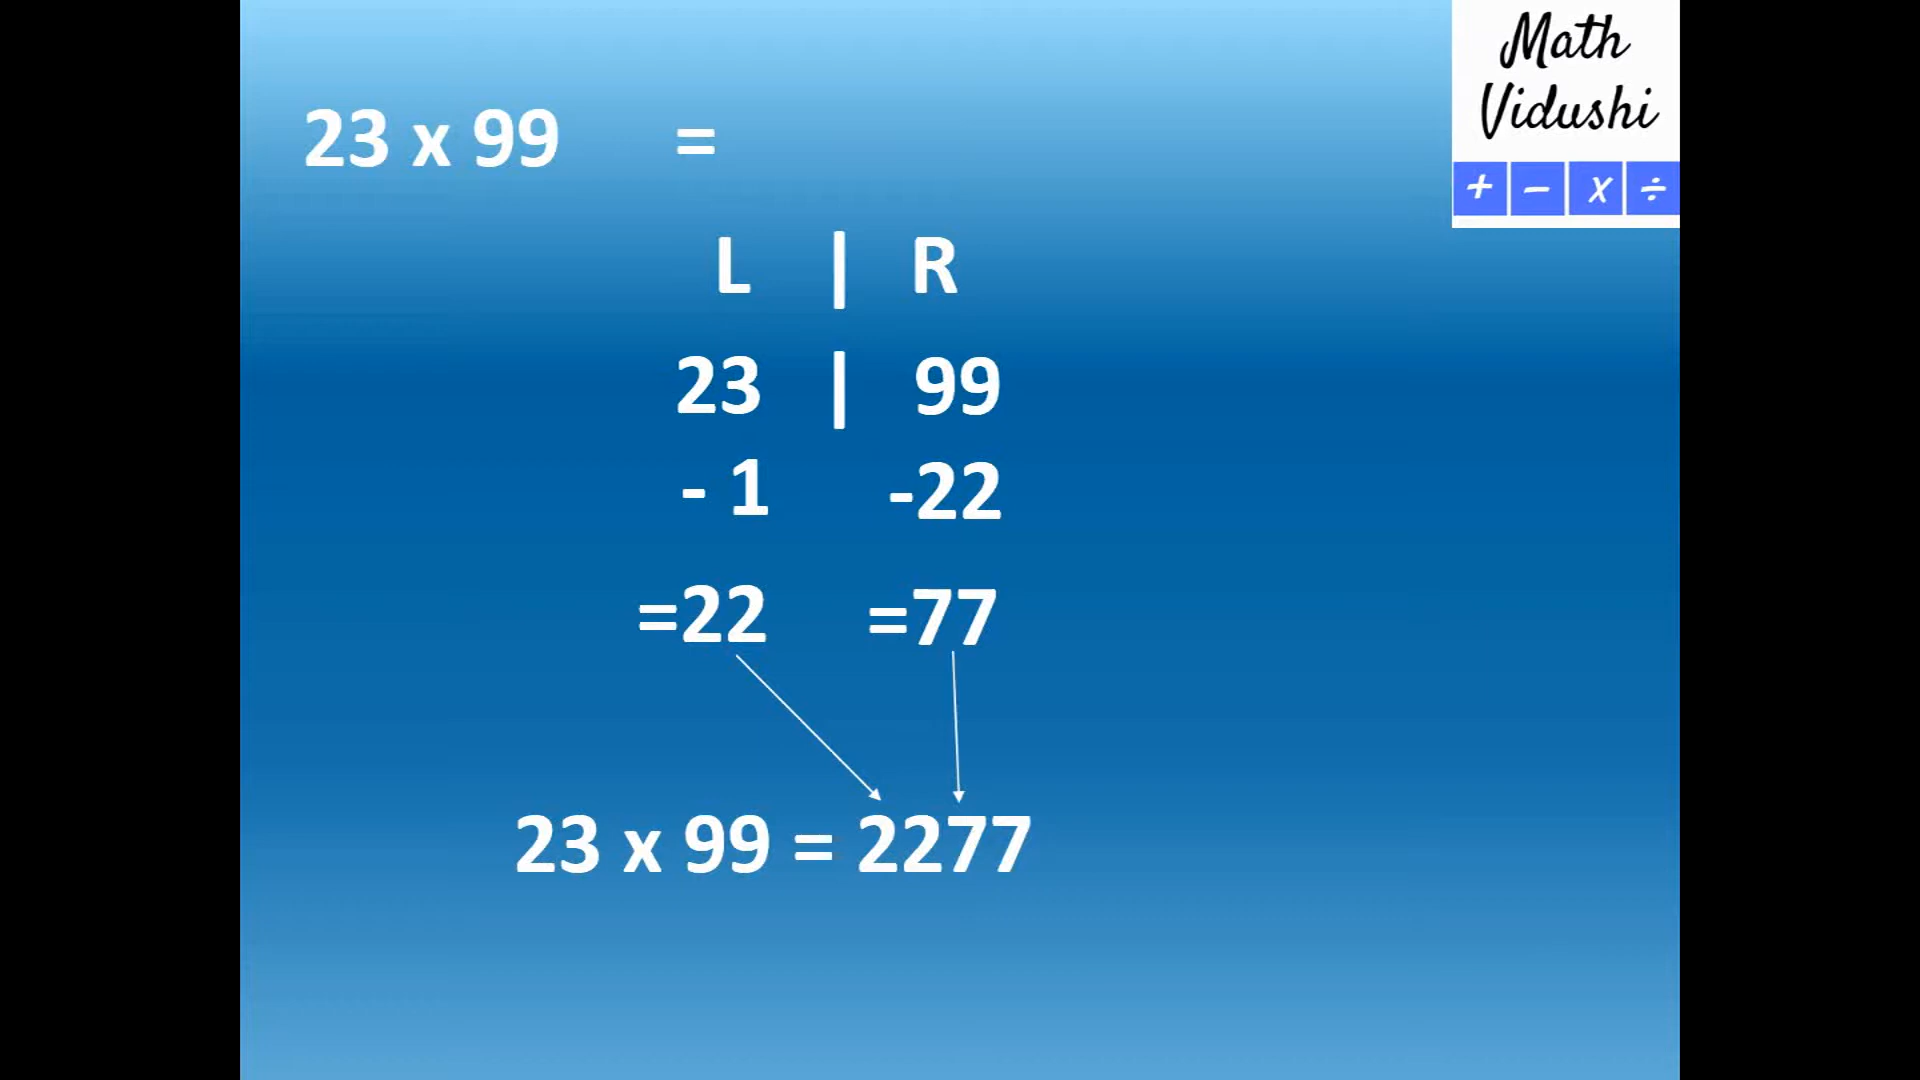 Math
Vidushi
+ − x ÷
23 x 99 =
L | R
23 | 99
- 1 -22
=22 =77
23 x 99 = 2277